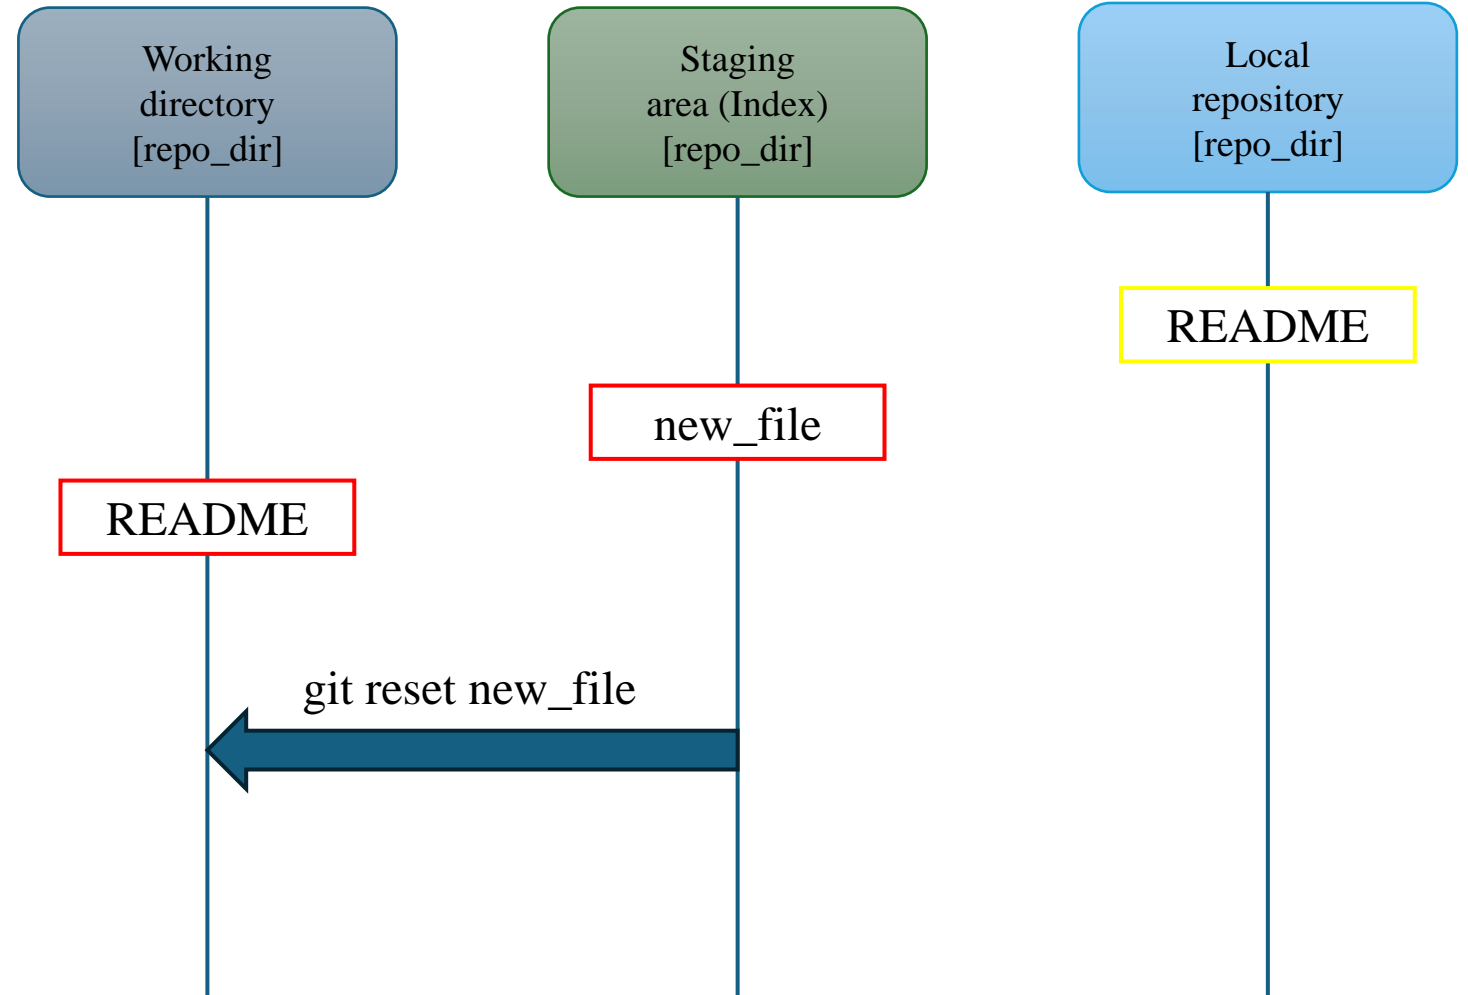 Working
directory
[repo_dir]
Staging
area (Index)
[repo_dir]
Local
repository
[repo_dir]
README
new_file
README
git reset new_file